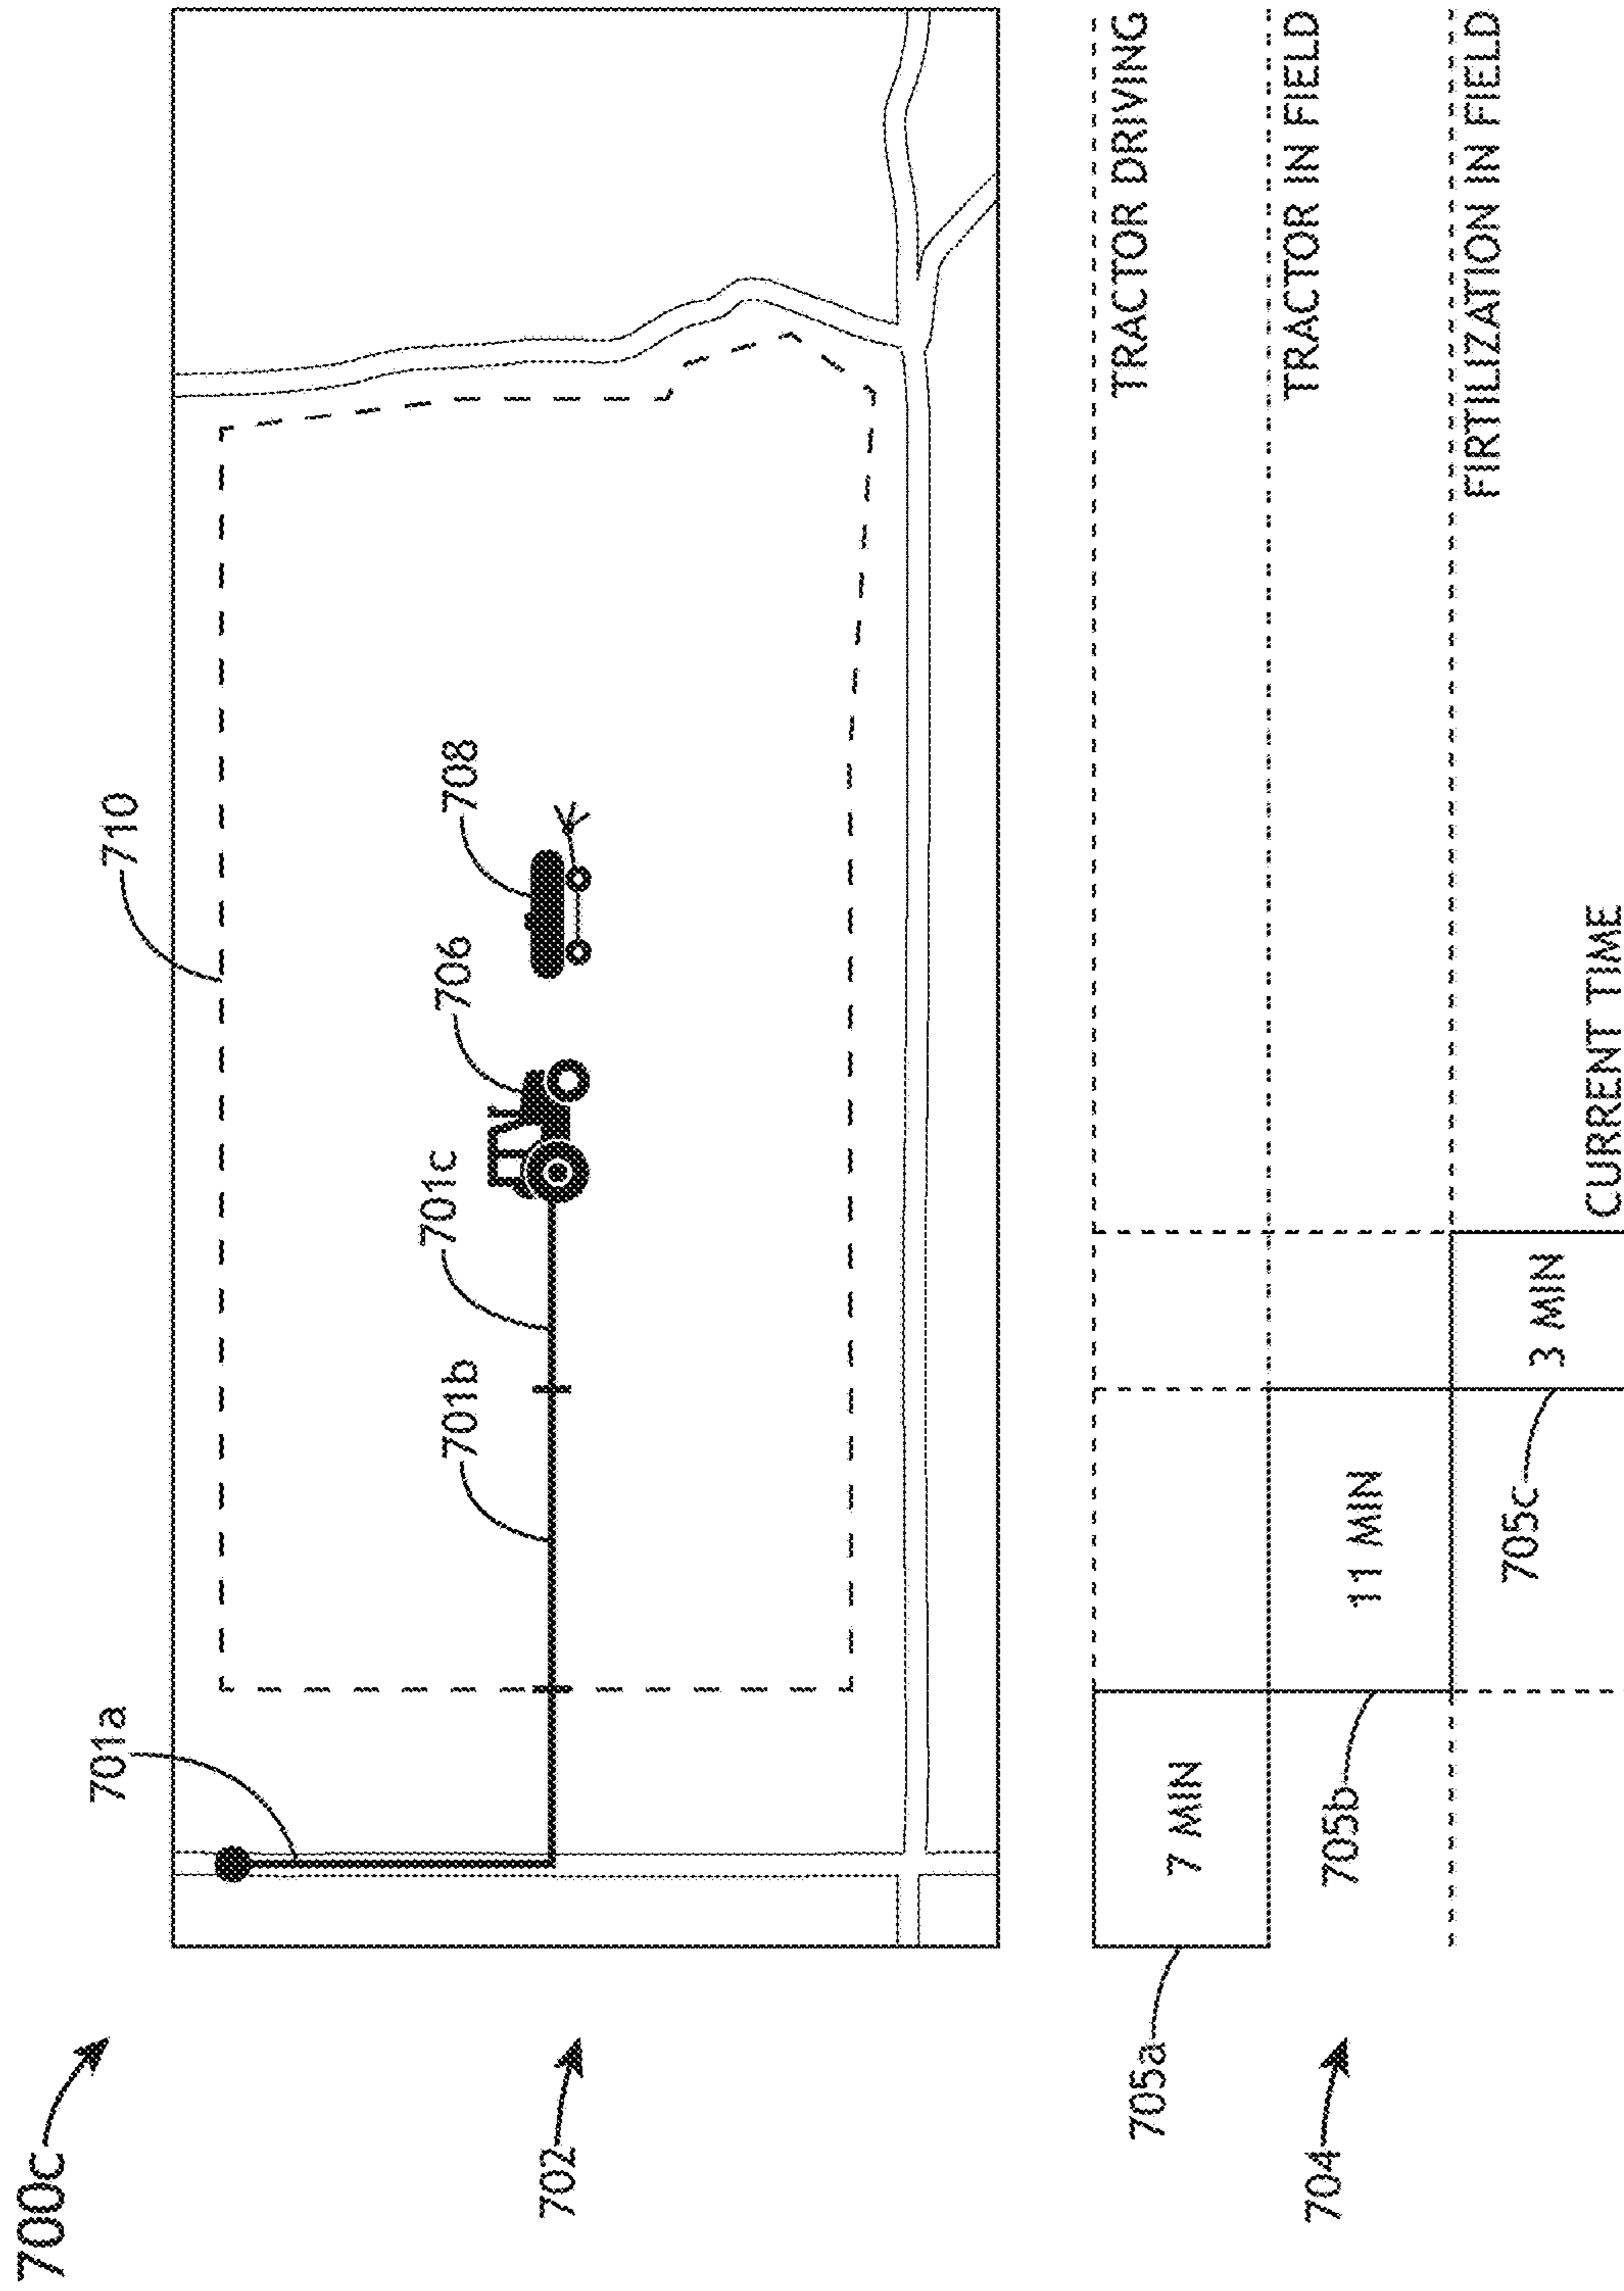 700c
702
701a
710
701b
701c
706
708
705a
7 MIN
TRACTOR DRIVING
704
705b
11 MIN
TRACTOR IN FIELD
705c
3 MIN
FIRTILIZATION IN FIELD
CURRENT TIME